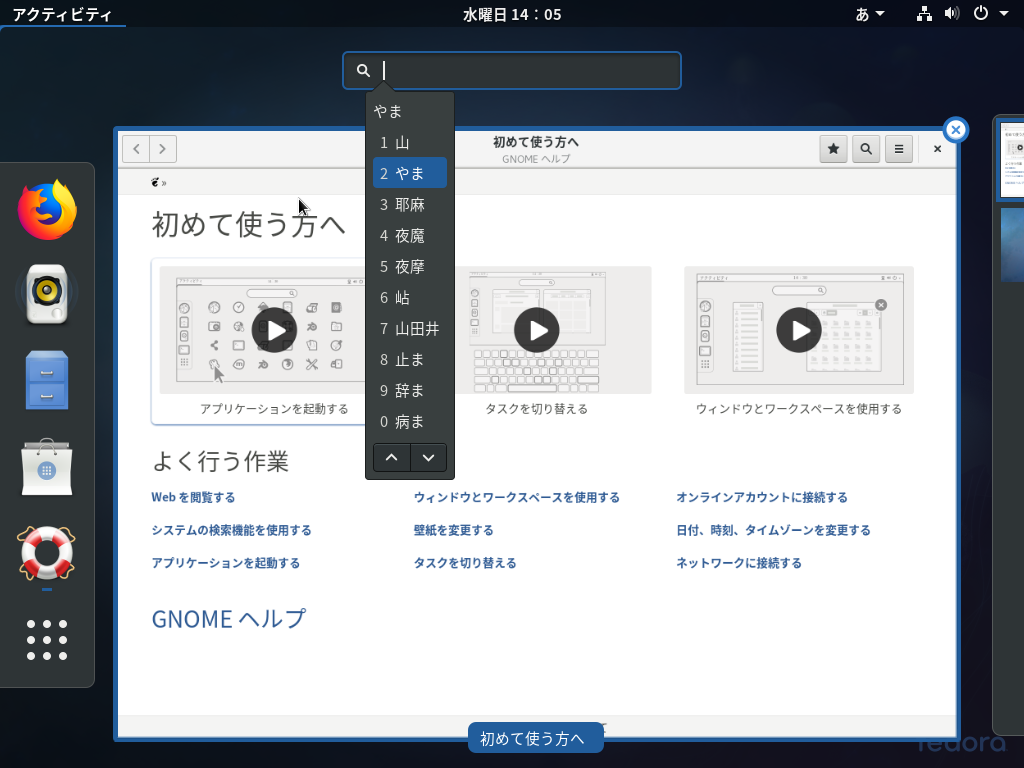 アクティビティ
水曜日 14：05
あ
やま
1 山
2 やま
3 耶麻
4 夜魔
5 夜摩
6 岾
7 山田井
8 止ま
9 辞ま
0 病ま
初めて使う方へ
GNOME ヘルプ
»
初めて使う方へ
アプリケーションを起動する
タスクを切り替える
ウィンドウとワークスペースを使用する
よく行う作業
Web を閲覧する
ウィンドウとワークスペースを使用する
オンラインアカウントに接続する
システムの検索機能を使用する
壁紙を変更する
日付、時刻、タイムゾーンを変更する
アプリケーションを起動する
タスクを切り替える
ネットワークに接続する
GNOME ヘルプ
初めて使う方へ
fedora